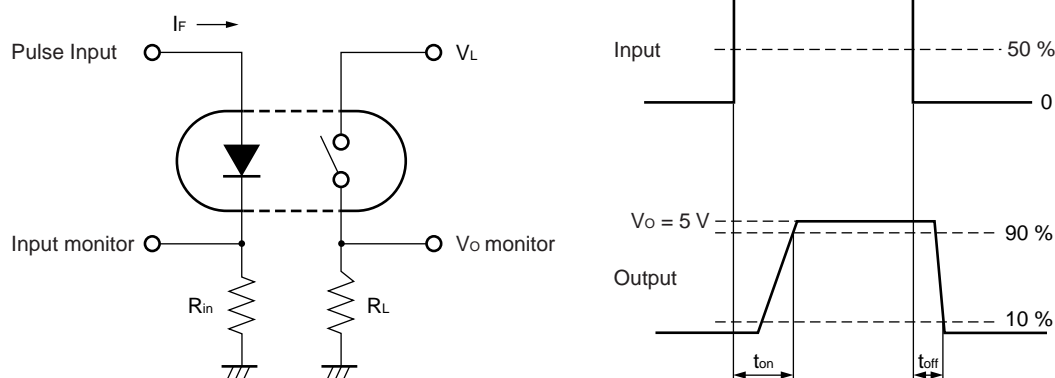 IF
Pulse Input
VL
Input monitor
VO monitor
Rin
RL
Input
50 %
0
VO = 5 V
90 %
Output
10 %
ton
toff